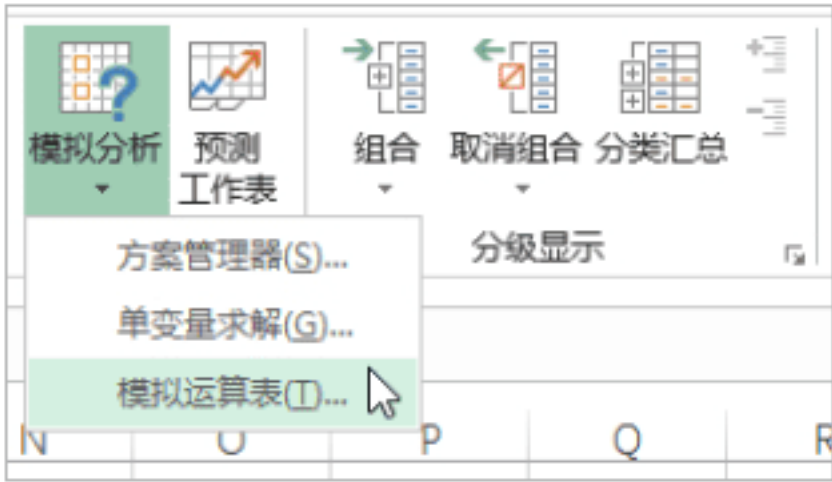 模拟分析
预测
工作表
组合
取消组合
分类汇总
分级显示
方案管理器(S)...
单变量求解(G)...
模拟运算表(T)...
N O P Q R